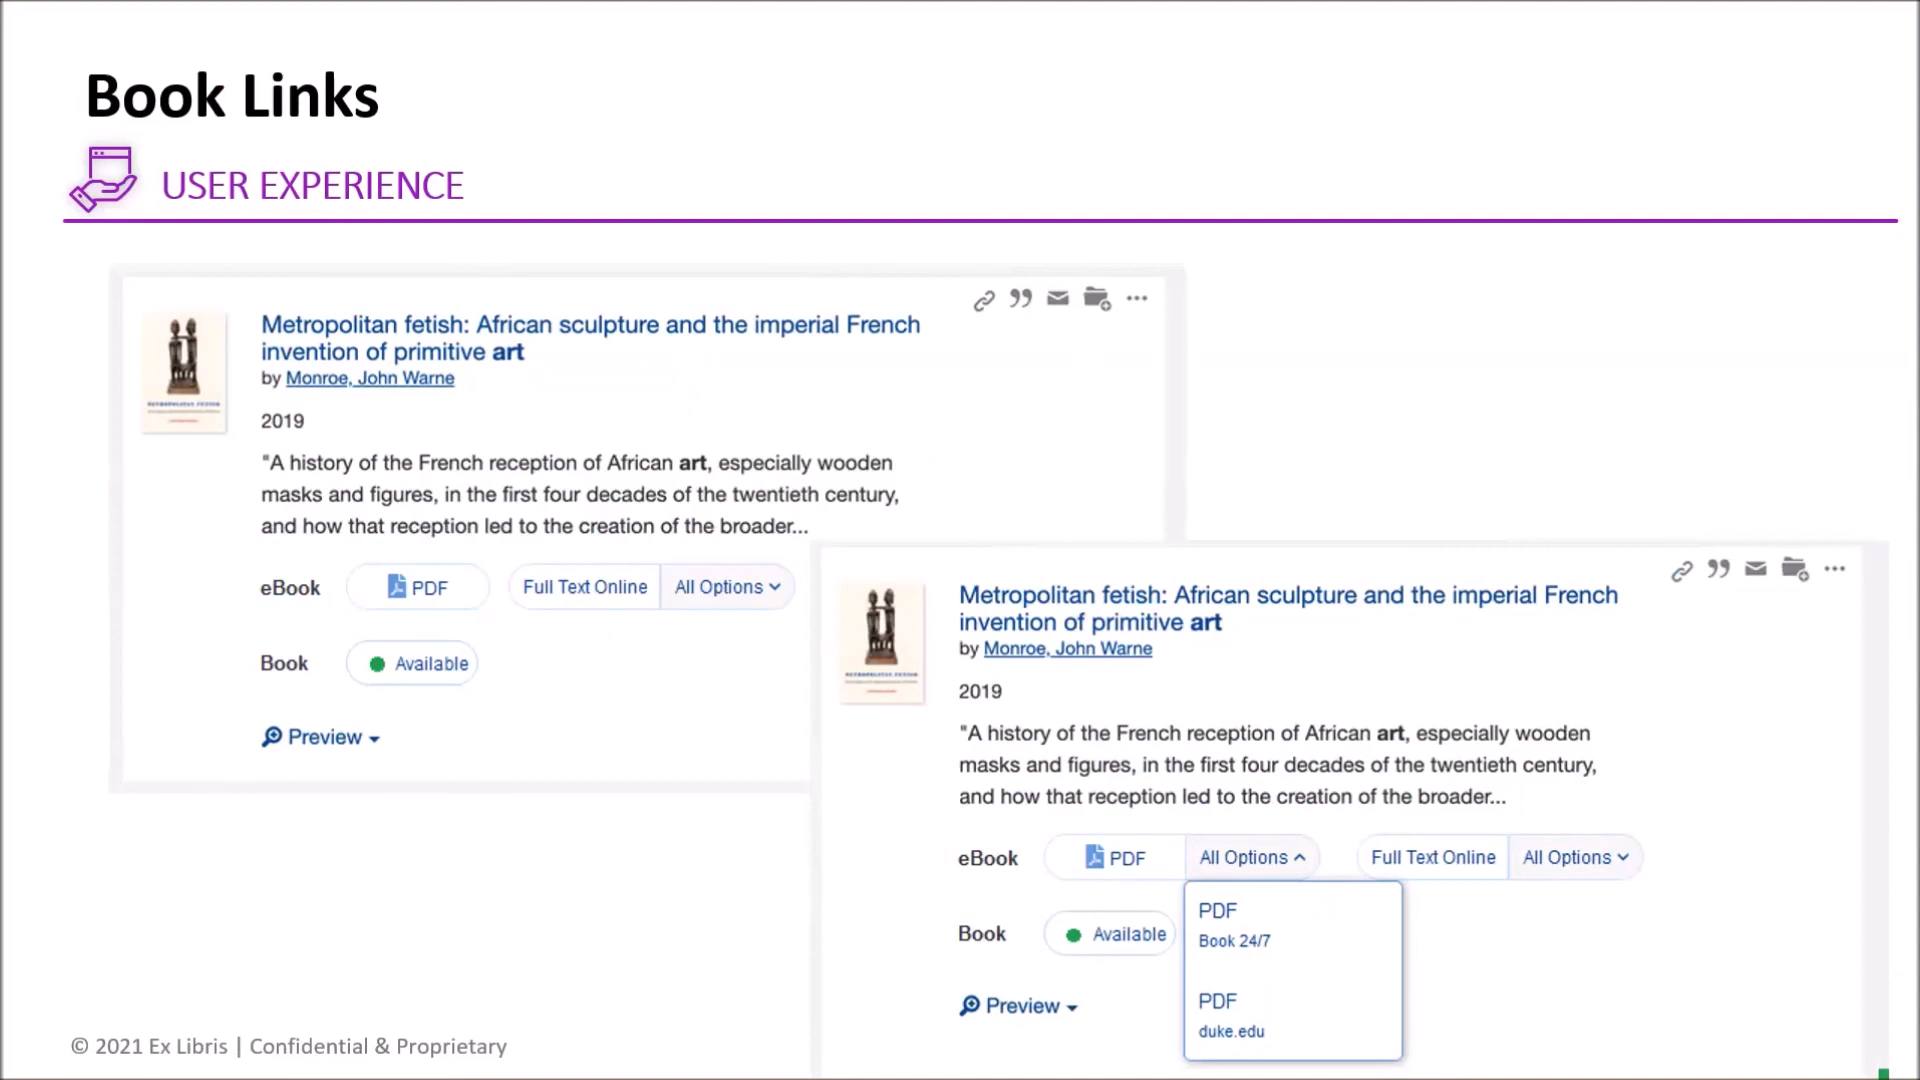 Book Links
USER EXPERIENCE
Metropolitan fetish: African sculpture and the imperial French
invention of primitive art
by Monroe, John Warne
2019
"A history of the French reception of African art, especially wooden
masks and figures, in the first four decades of the twentieth century,
and how that reception led to the creation of the broader...
eBook PDF Full Text Online All Options
Book Available
Preview
Metropolitan fetish: African sculpture and the imperial French
invention of primitive art
by Monroe, John Warne
2019
"A history of the French reception of African art, especially wooden
masks and figures, in the first four decades of the twentieth century,
and how that reception led to the creation of the broader...
eBook PDF All Options Full Text Online All Options
PDF
Book 24/7
PDF
duke.edu
Book Available
Preview
© 2021 Ex Libris | Confidential & Proprietary